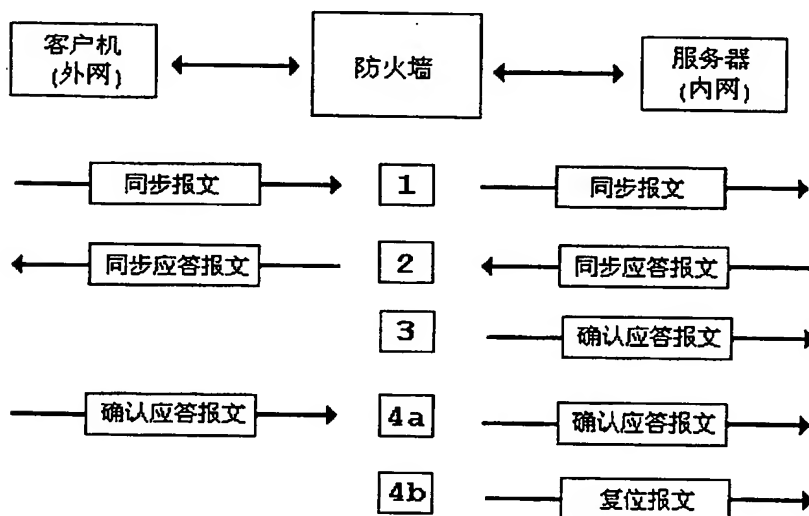 客户机
(外网)
防火墙
服务器
(内网)
同步报文
1
同步报文
同步应答报文
2
同步应答报文
3
确认应答报文
确认应答报文
4a
确认应答报文
4b
复位报文